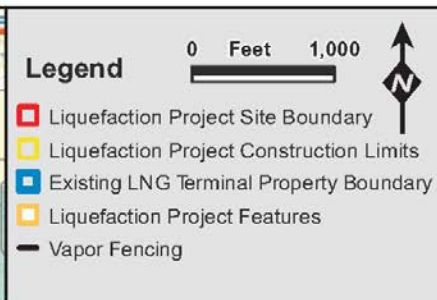 0 Feet 1,000
N
Legend
Liquefaction Project Site Boundary
Liquefaction Project Construction Limits
Existing LNG Terminal Property Boundary
Liquefaction Project Features
Vapor Fencing